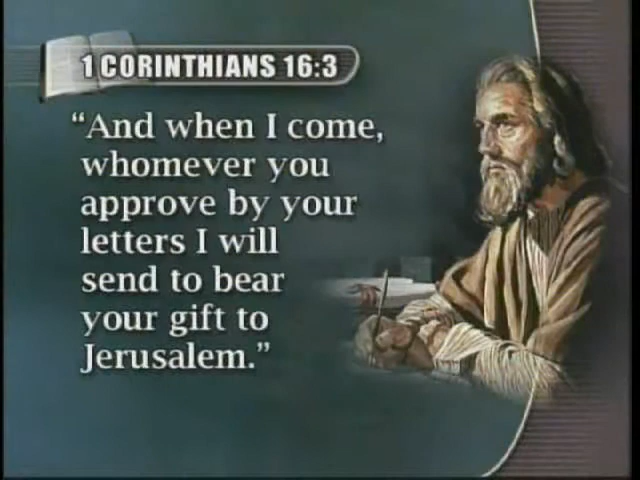 1 CORINTHIANS 16:3
“And when I come,
whomever you
approve by your
letters I will
send to bear
your gift to
Jerusalem.”